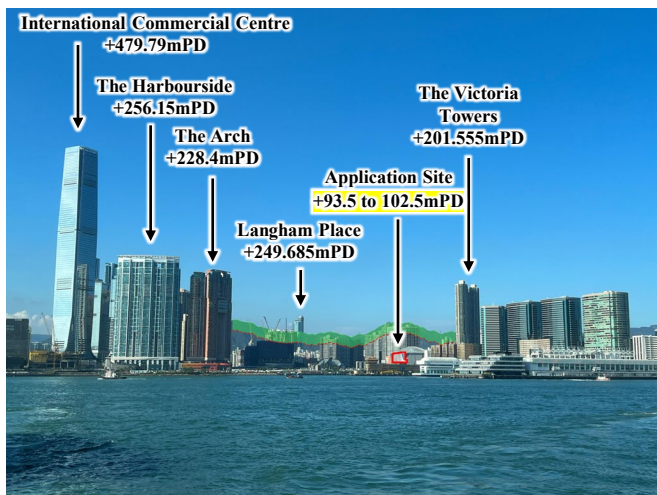 International Commercial Centre
+479.79mPD
The Harbourside
+256.15mPD
The Arch
+228.4mPD
Langham Place
+249.685mPD
Application Site
+93.5 to 102.5mPD
The Victoria
Towers
+201.555mPD